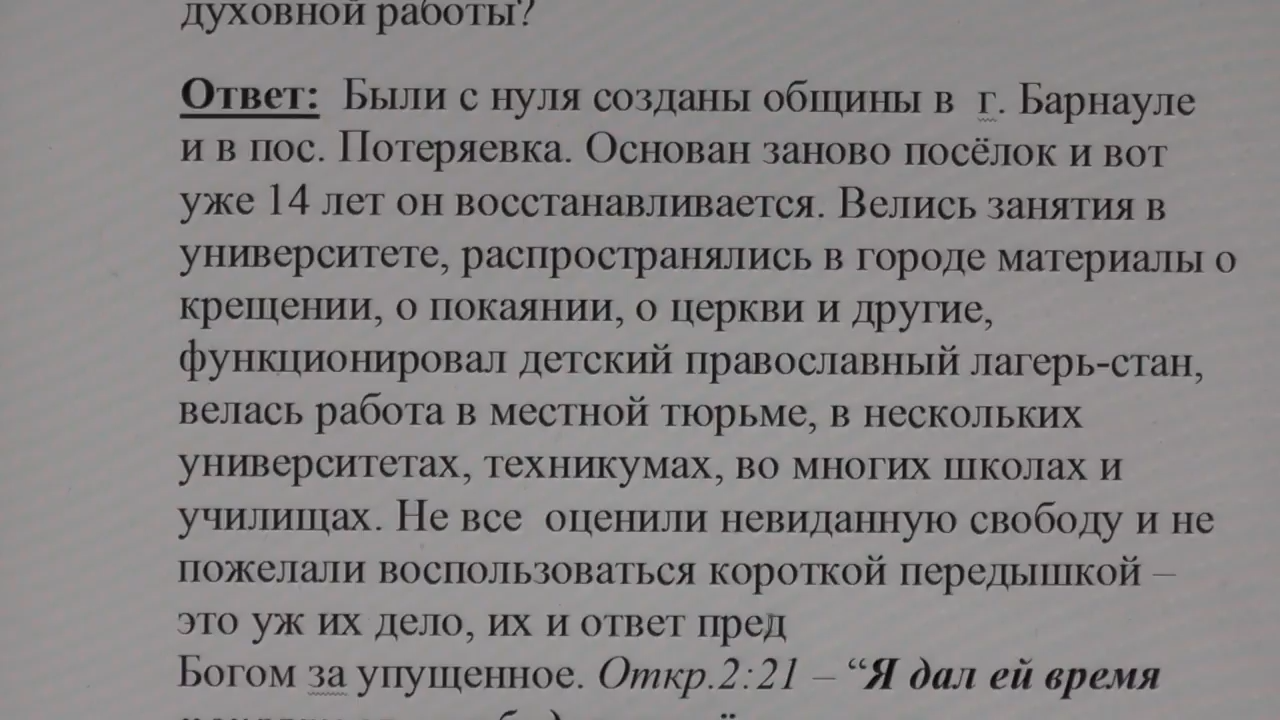 духовной работы?
Ответ: Были с нуля созданы общины в г. Барнауле
и в пос. Потеряевка. Основан заново посёлок и вот
уже 14 лет он восстанавливается. Велись занятия в
университете, распространялись в городе материалы о
крещении, о покаянии, о церкви и другие,
функционировал детский православный лагерь-стан,
велась работа в местной тюрьме, в нескольких
университетах, техникумах, во многих школах и
училищах. Не все оценили невиданную свободу и не
пожелали воспользоваться короткой передышкой –
это уж их дело, их и ответ пред
Богом за упущенное. Откр.2:21 – “Я дал ей время